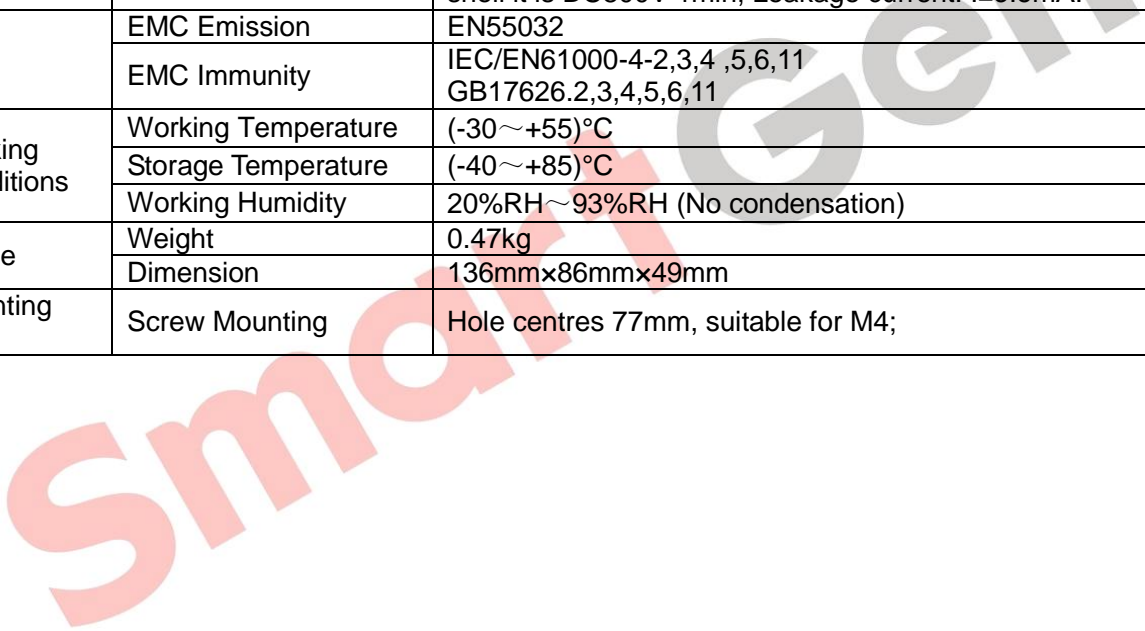 EMC Emission EN55032
EMC Immunity IEC/EN61000-4-2,3,4 ,5,6,11
GB17626.2,3,4,5,6,11
Working Temperature (-30～+55)°C
Storage Temperature (-40～+85)°C
Working Humidity 20%RH～93%RH (No condensation)
Weight 0.47kg
Dimension 136mm×86mm×49mm
Screw Mounting Hole centres 77mm, suitable for M4;
SmartGen